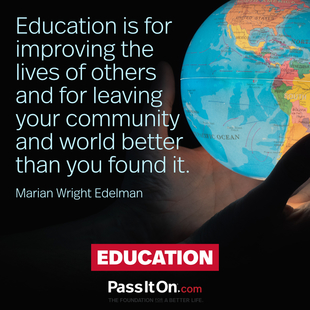 Education is for
improving the
lives of others
and for leaving
your community
and world better
than you found it.
Marian Wright Edelman
EDUCATION
PassItOn.com
THE FOUNDATION FOR A BETTER LIFE